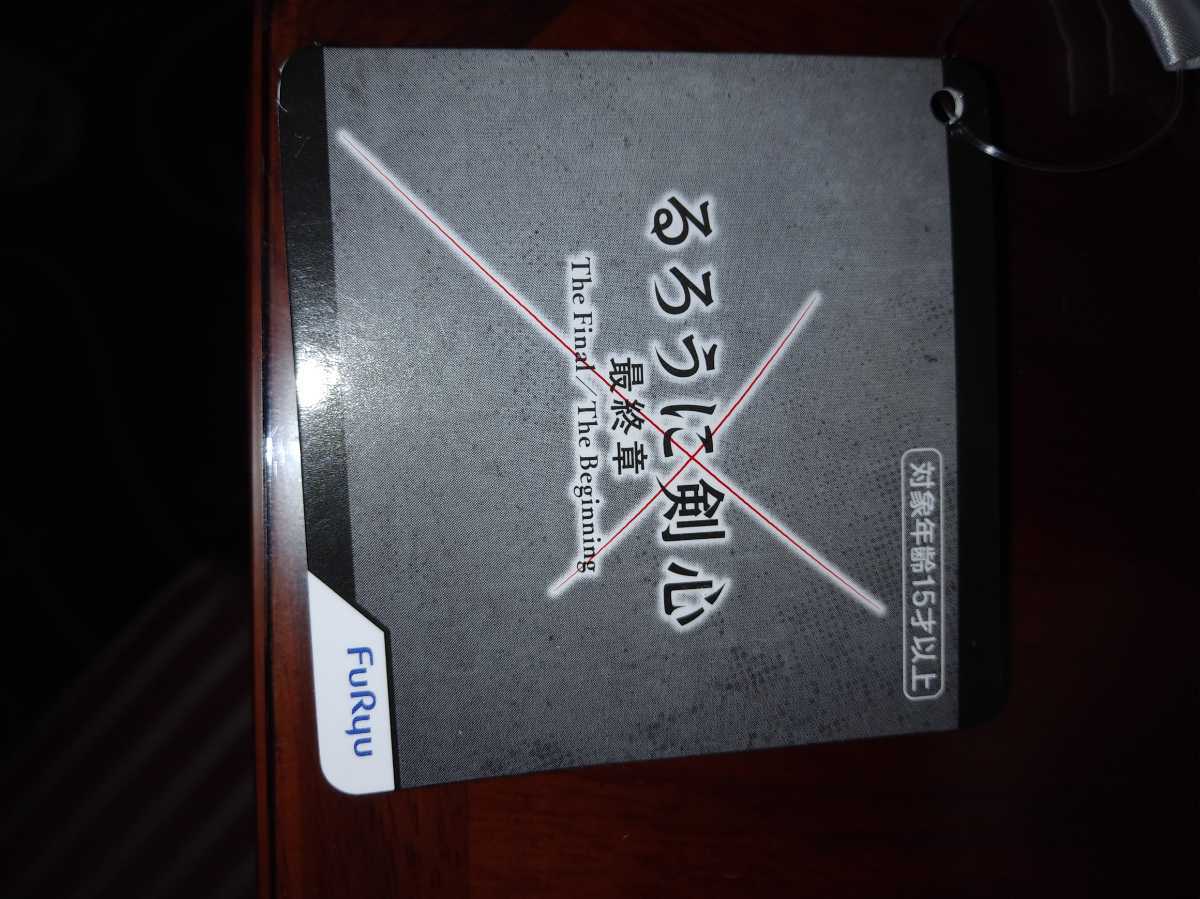 対象年齢15才以上
るろうに剣心
最終章
The Final／The Beginning
FuRyu